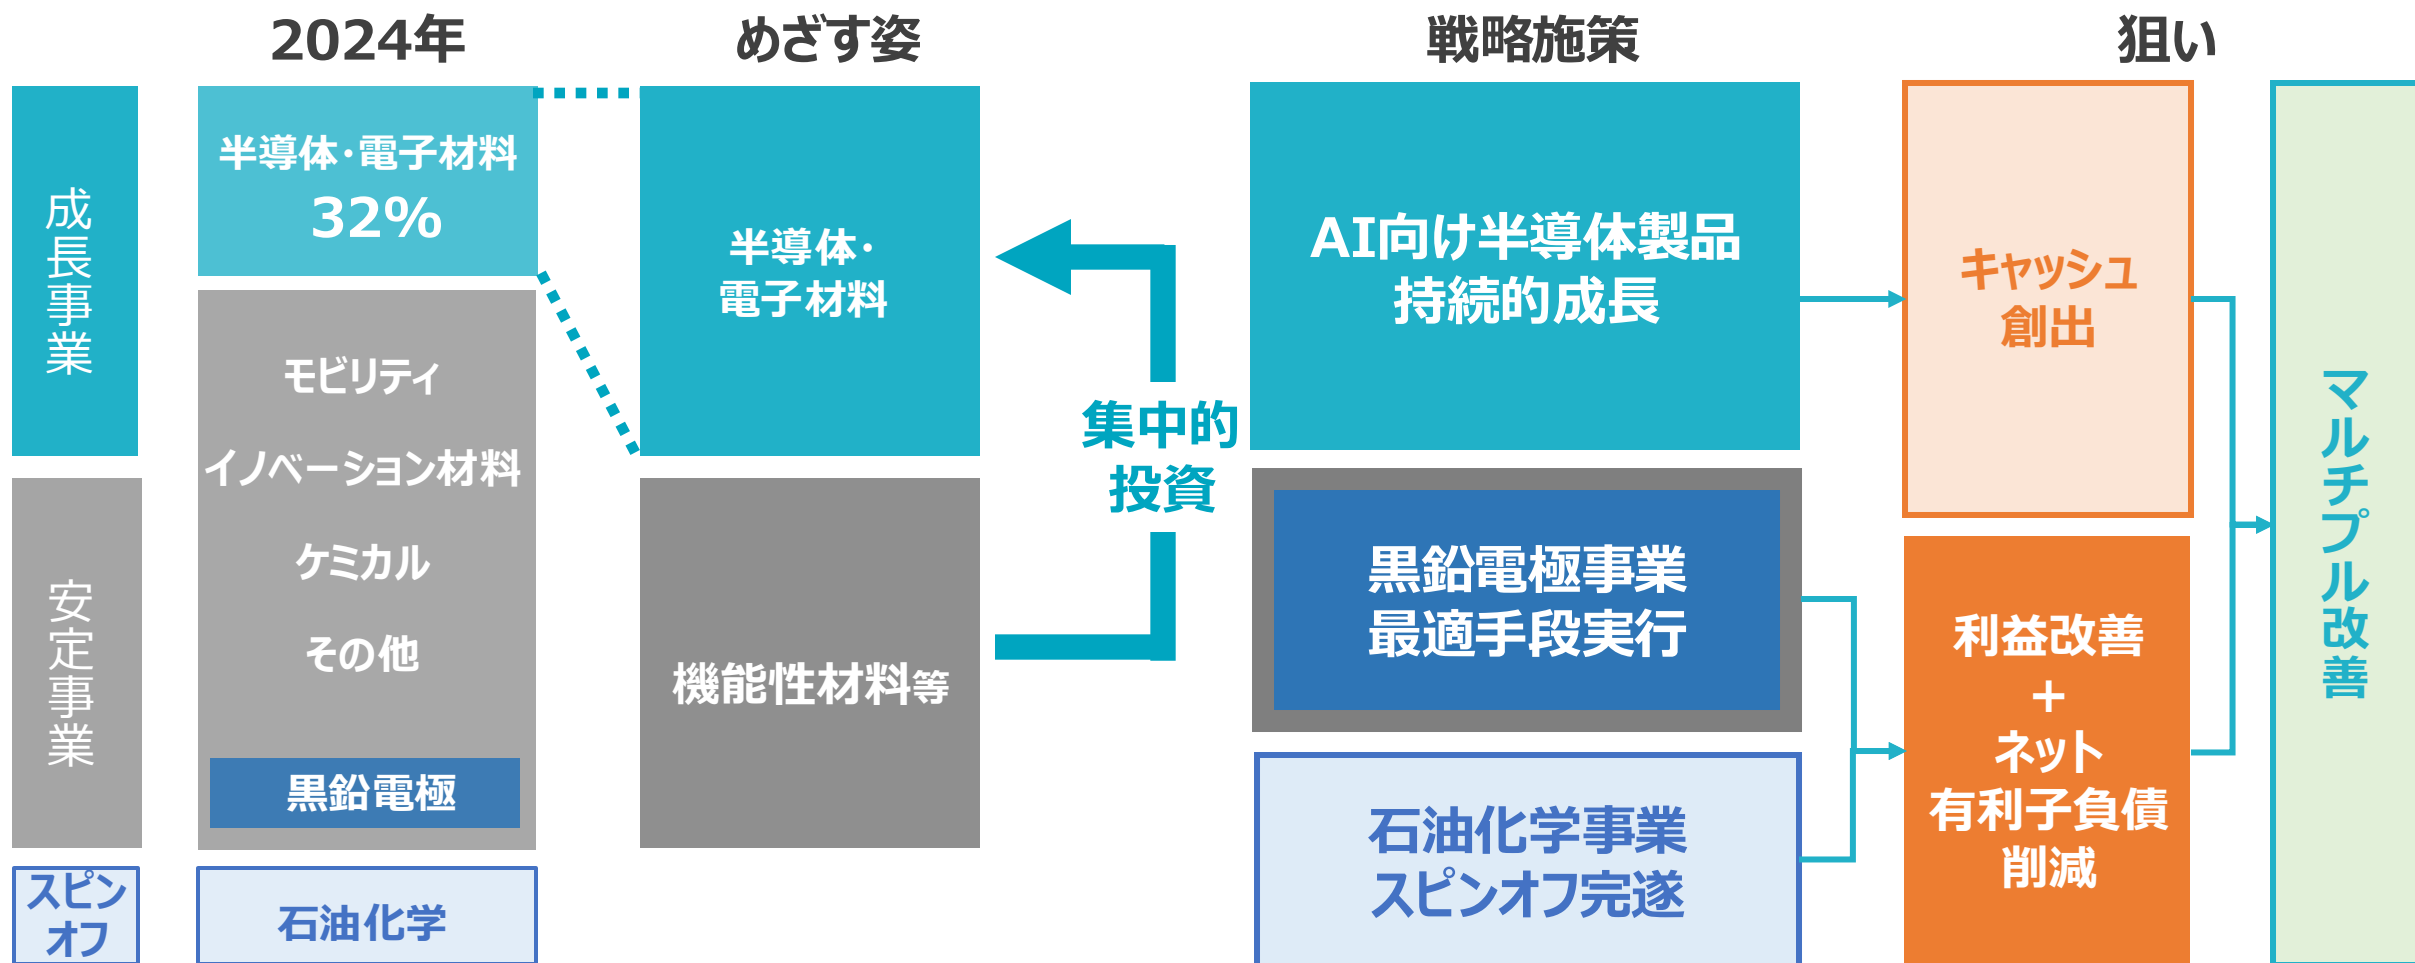 2024年
めざす姿
戦略施策
狙い
成長事業
安定事業
スピン
オフ
半導体・電子材料
32%
モビリティ
イノベーション材料
ケミカル
その他
黒鉛電極
石油化学
半導体・
電子材料
機能性材料等
集中的
投資
AI向け半導体製品
持続的成長
黒鉛電極事業
最適手段実行
石油化学事業
スピンオフ完遂
キャッシュ
創出
利益改善
+
ネット
有利子負債
削減
マルチプル改善